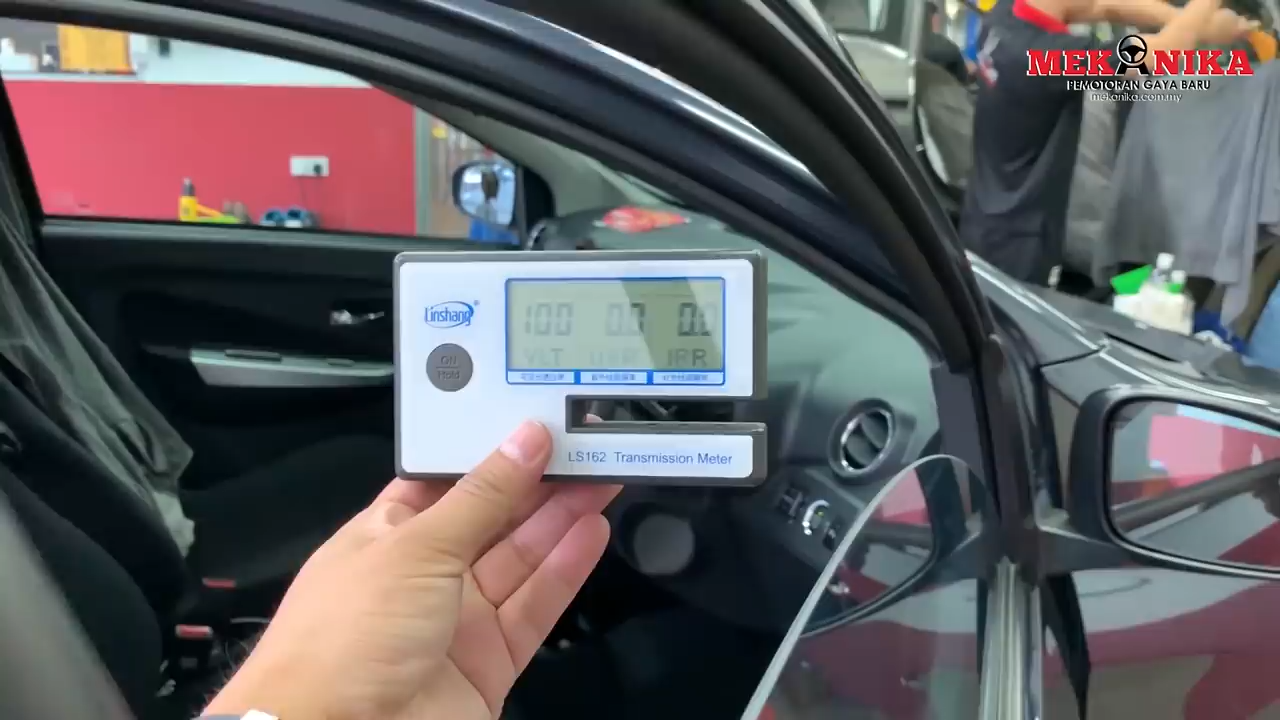 MEKANIKA
PEMOTORAN GAYA BARU
mekanika.com.my
Linshang®
100 0.0 0.0
VLT UVR IRR
ON
Hold
LS162 Transmission Meter